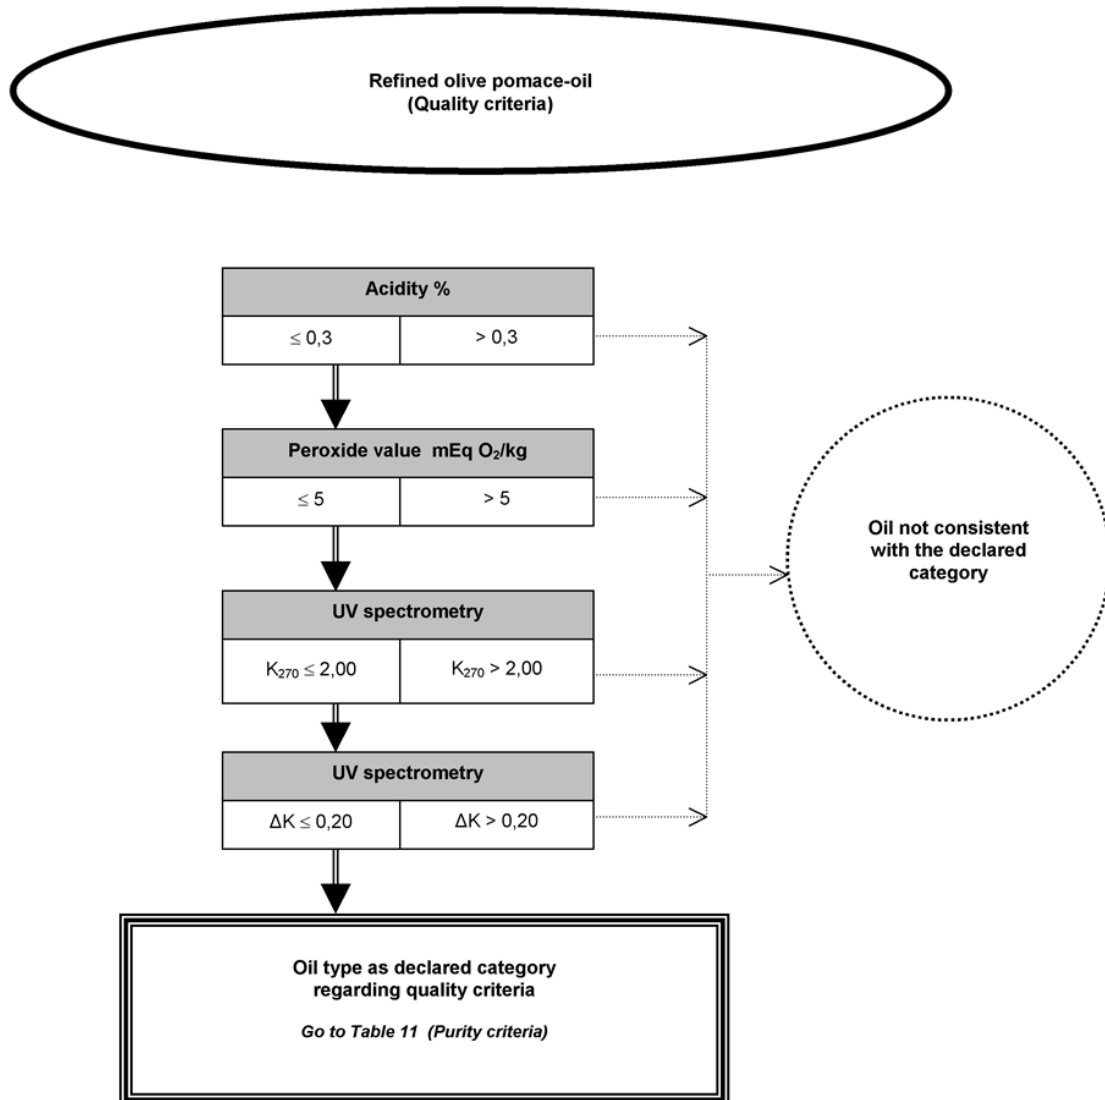 Refined olive pomace-oil
(Quality criteria)
Acidity %
≤ 0,3
> 0,3
Peroxide value mEq O₂/kg
≤ 5
> 5
UV spectrometry
K₂₇₀ ≤ 2,00
K₂₇₀ > 2,00
UV spectrometry
ΔK ≤ 0,20
ΔK > 0,20
Oil not consistent
with the declared
category
Oil type as declared category
regarding quality criteria
Go to Table 11 (Purity criteria)